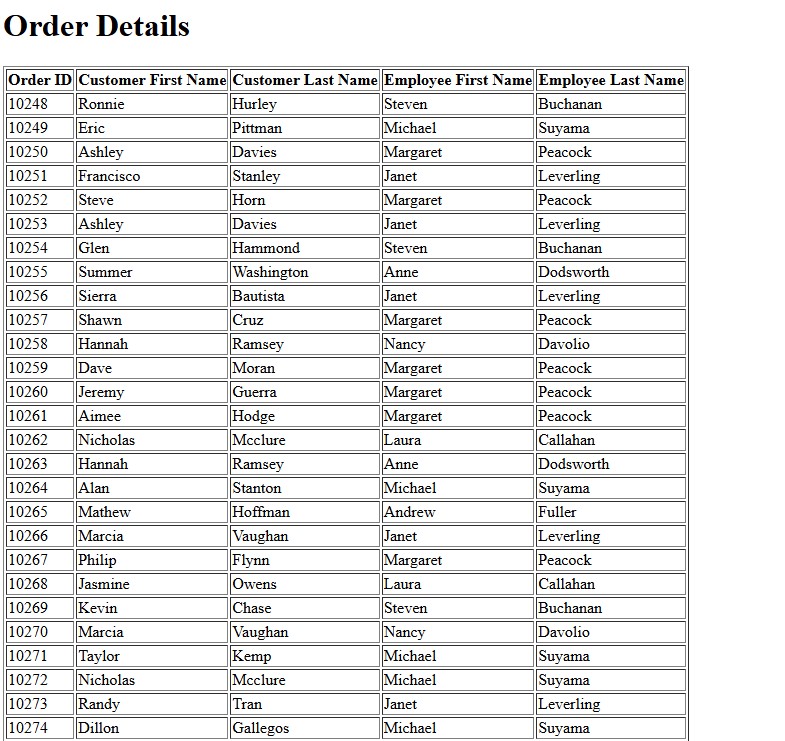 Order Details
Order ID Customer First Name Customer Last Name Employee First Name Employee Last Name
10248 Ronnie Hurley Steven Buchanan
10249 Eric Pittman Michael Suyama
10250 Ashley Davies Margaret Peacock
10251 Francisco Stanley Janet Leverling
10252 Steve Horn Margaret Peacock
10253 Ashley Davies Janet Leverling
10254 Glen Hammond Steven Buchanan
10255 Summer Washington Anne Dodsworth
10256 Sierra Bautista Janet Leverling
10257 Shawn Cruz Margaret Peacock
10258 Hannah Ramsey Nancy Davolio
10259 Dave Moran Margaret Peacock
10260 Jeremy Guerra Margaret Peacock
10261 Aimee Hodge Margaret Peacock
10262 Nicholas Mcclure Laura Callahan
10263 Hannah Ramsey Anne Dodsworth
10264 Alan Stanton Michael Suyama
10265 Mathew Hoffman Andrew Fuller
10266 Marcia Vaughan Janet Leverling
10267 Philip Flynn Margaret Peacock
10268 Jasmine Owens Laura Callahan
10269 Kevin Chase Steven Buchanan
10270 Marcia Vaughan Nancy Davolio
10271 Taylor Kemp Michael Suyama
10272 Nicholas Mcclure Michael Suyama
10273 Randy Tran Janet Leverling
10274 Dillon Gallegos Michael Suyama